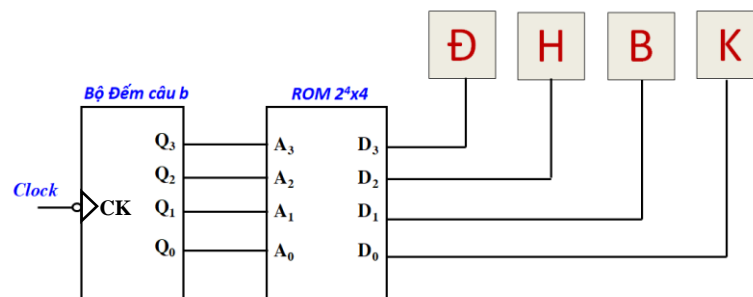 Đ H B K
Bộ Đếm câu b
ROM 2⁴x4
Q₃ A₃ D₃
Q₂ A₂ D₂
Clock CK Q₁ A₁ D₁
Q₀ A₀ D₀